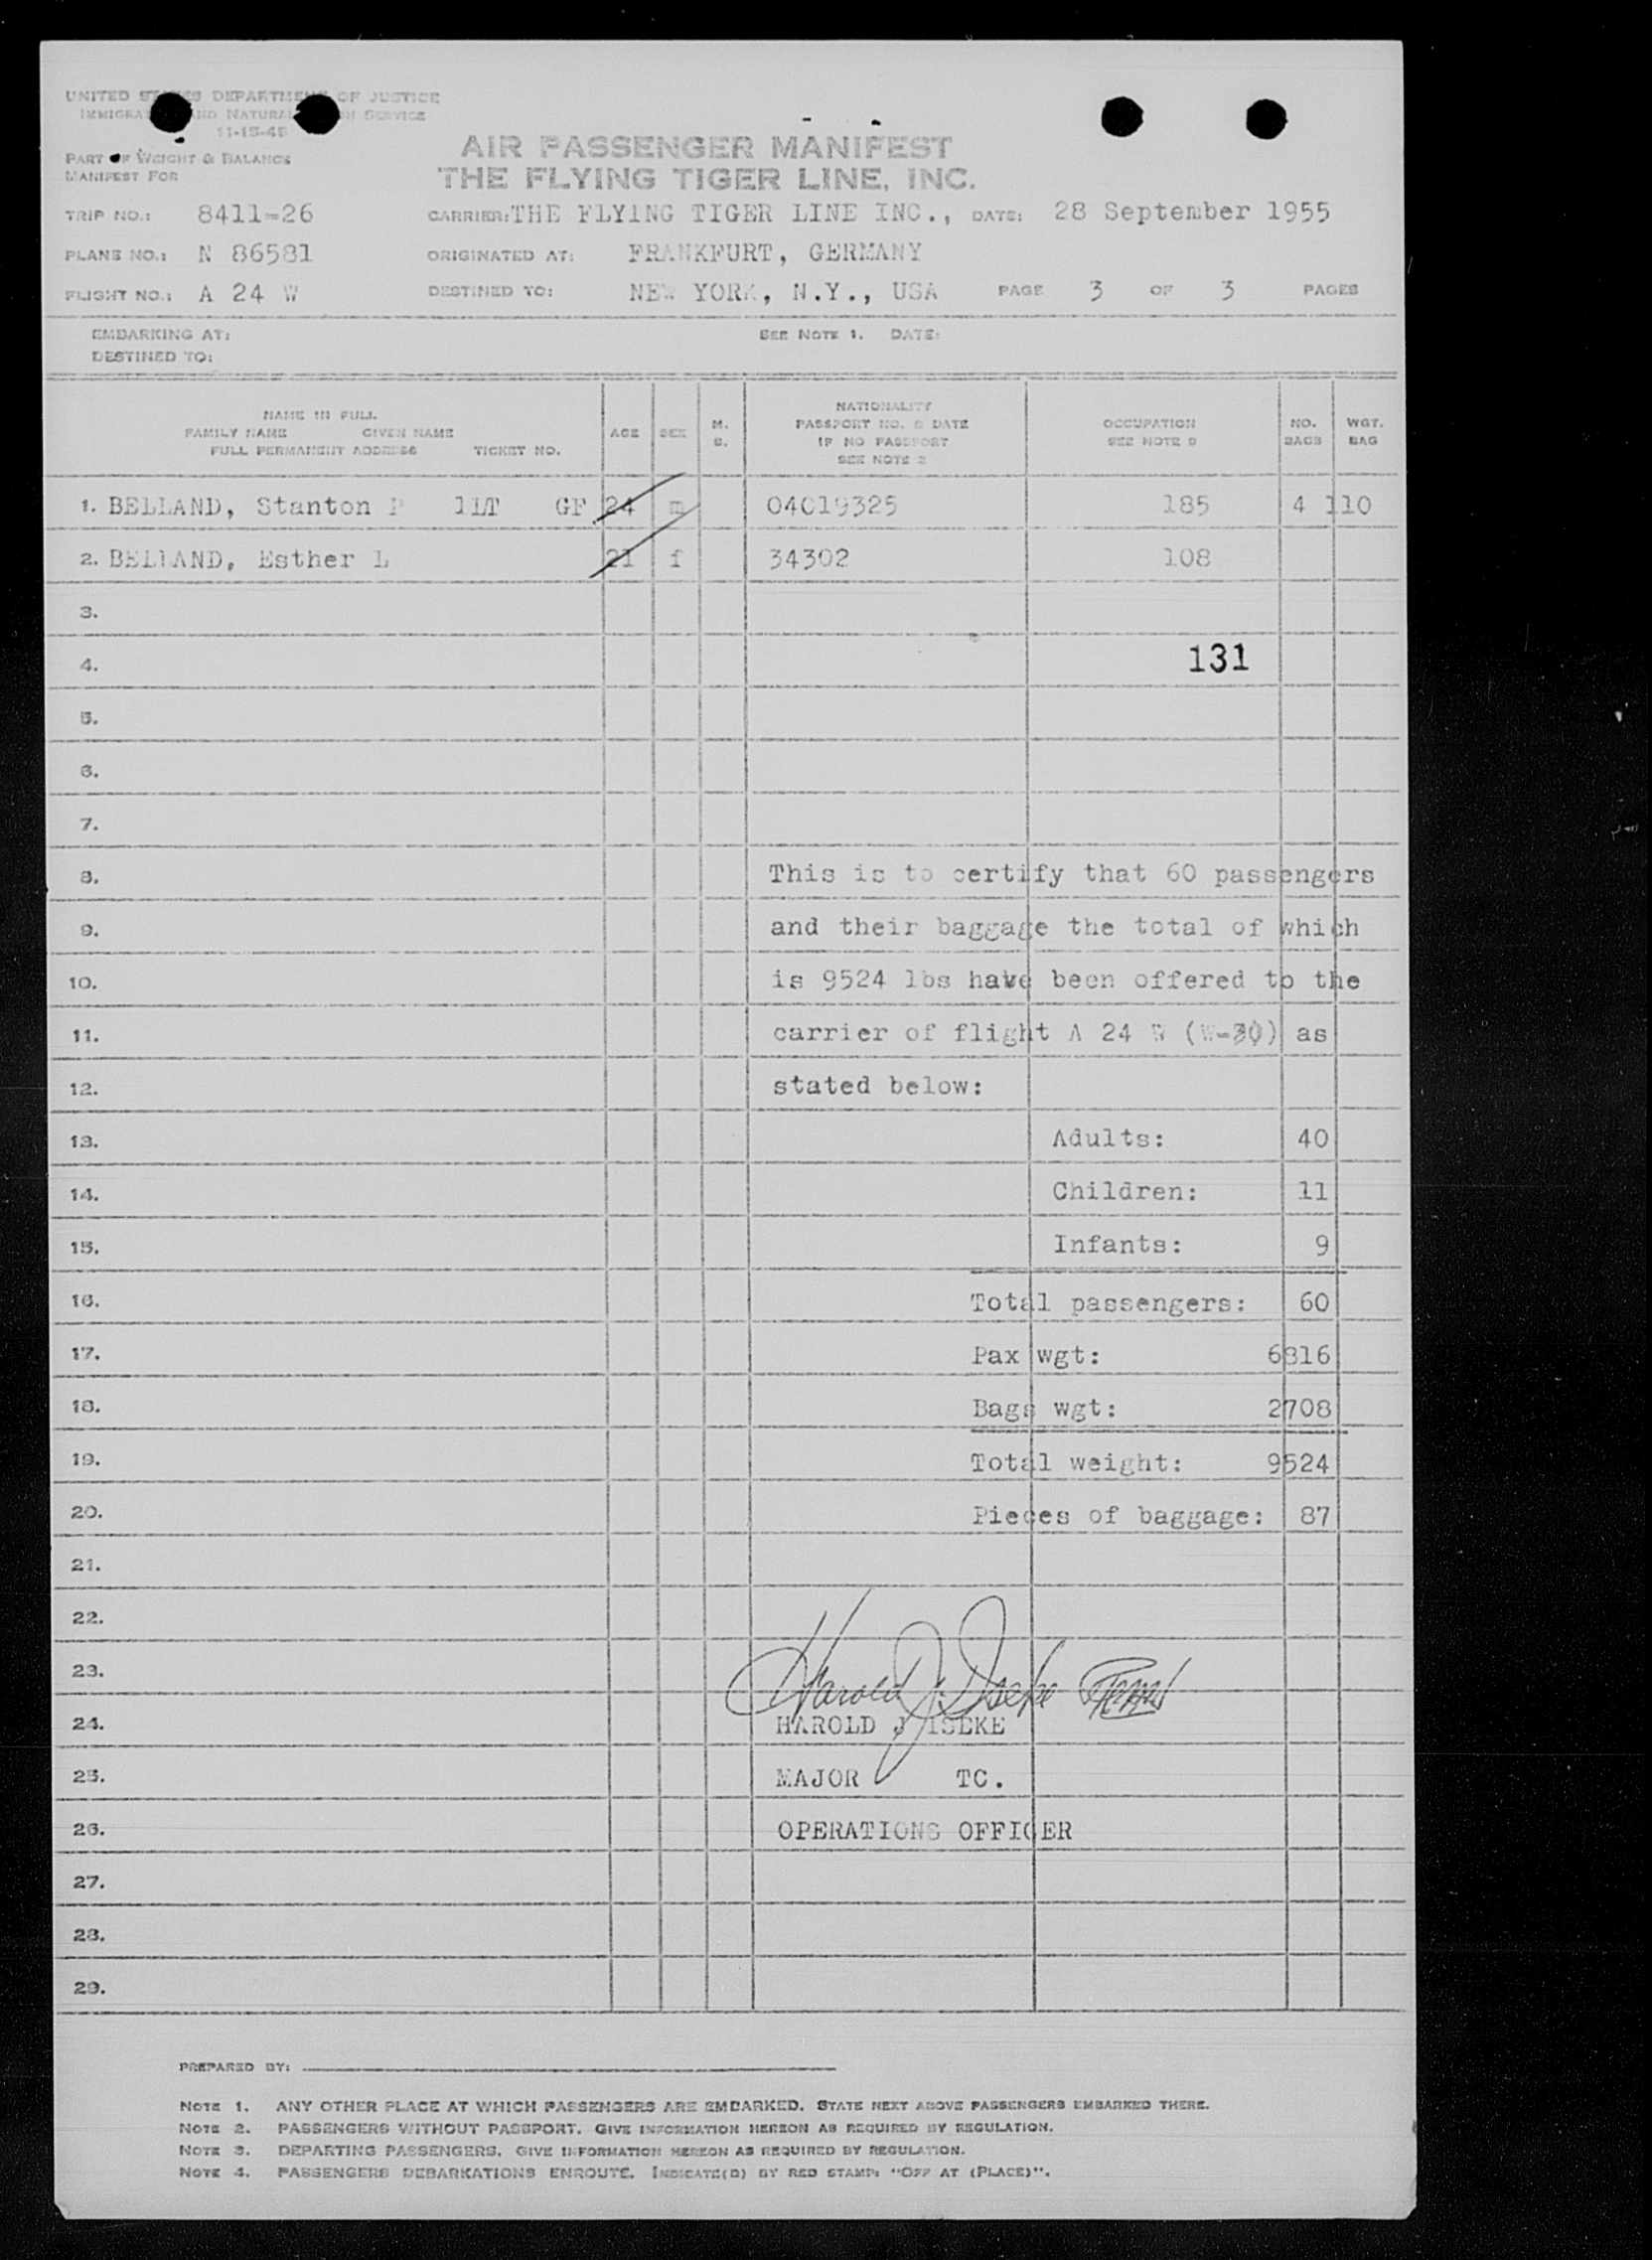 UNITED STATES DEPARTMENT OF JUSTICE
IMMIGRATION AND NATURALIZATION SERVICE
11-15-45
PART OF WEIGHT & BALANCE
MANIFEST FOR
AIR PASSENGER MANIFEST
THE FLYING TIGER LINE, INC.
TRIP NO.: 8411-26 CARRIER: THE FLYING TIGER LINE INC., DATE: 28 September 1955
PLANE NO.: N 86581 ORIGINATED AT: FRANKFURT, GERMANY
FLIGHT NO.: A 24 W DESTINED TO: NEW YORK, N.Y., USA PAGE 3 OF 3 PAGES
EMBARKING AT: SEE NOTE 1. DATE:
DESTINED TO:
NAME IN FULL
FAMILY NAME GIVEN NAME
FULL PERMANENT ADDRESS TICKET NO.
AGE
SEX
M.
S.
NATIONALITY
PASSPORT NO. & DATE
IF NO PASSPORT
SEE NOTE 2
OCCUPATION
SEE NOTE 3
NO.
BAGS
WGT.
BAG
1. BELLAND, Stanton P 1LT GF 24 m 04019325 185 4 110
2. BELLAND, Esther L 21 f 34302 108
3.
4. 131
5.
6.
7.
8. This is to certify that 60 passengers
9. and their baggage the total of which
10. is 9524 lbs have been offered to the
11. carrier of flight A 24 W (W-30) as
12. stated below:
13. Adults: 40
14. Children: 11
15. Infants: 9
16. Total passengers: 60
17. Pax wgt: 6816
18. Bags wgt: 2708
19. Total weight: 9524
20. Pieces of baggage: 87
21.
22.
23. Harold J. Iseke
24. HAROLD J ISEKE
25. MAJOR TC.
26. OPERATIONS OFFICER
27.
28.
29.
PREPARED BY:
NOTE 1. ANY OTHER PLACE AT WHICH PASSENGERS ARE EMBARKED. STATE NEXT ABOVE PASSENGERS EMBARKED THERE.
NOTE 2. PASSENGERS WITHOUT PASSPORT. GIVE INFORMATION HEREON AS REQUIRED BY REGULATION.
NOTE 3. DEPARTING PASSENGERS. GIVE INFORMATION HEREON AS REQUIRED BY REGULATION.
NOTE 4. PASSENGERS DEBARKATIONS ENROUTE. INDICATE(D) BY RED STAMP: "OFF AT (PLACE)".